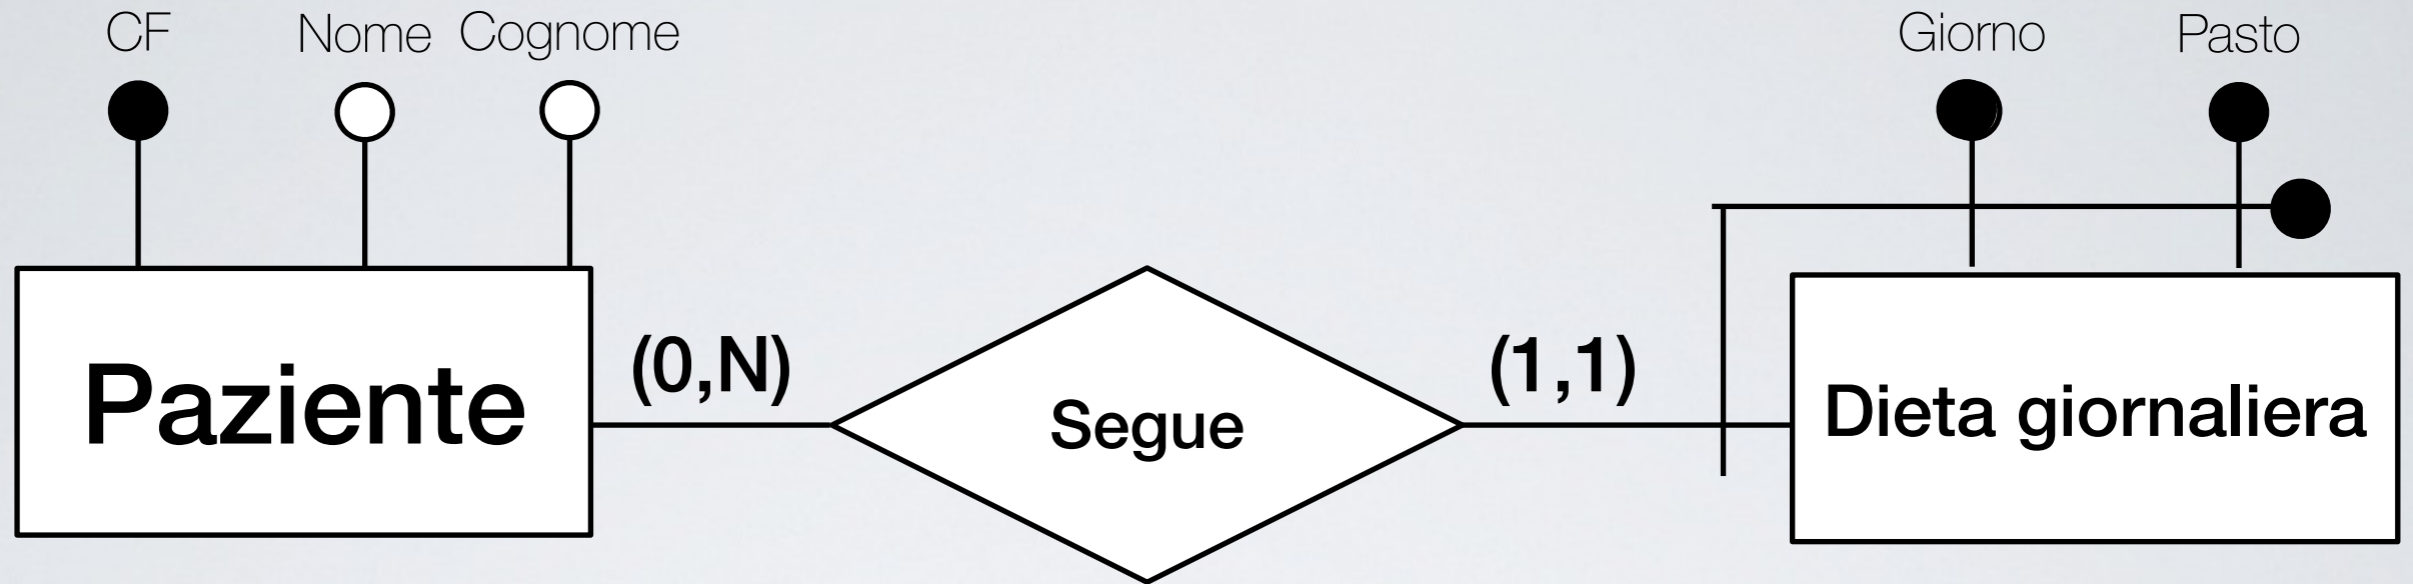 CF Nome Cognome Giorno Pasto
(0,N) (1,1)
Paziente Segue Dieta giornaliera